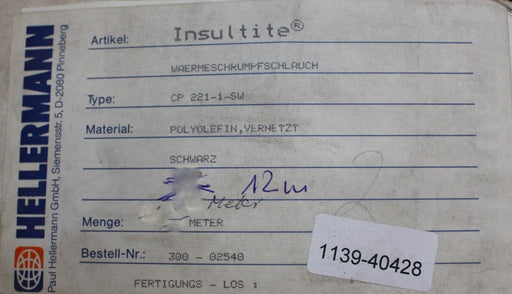 HELLERMANN
Paul Hellermann GmbH, Siemensstr. 5, D-2080 Pinneberg
Artikel: Insultite®
WAERMESCHRUMPFSCHLAUCH
Type: CP 221-1-SW
Material: POLYOLEFIN,VERNETZT
SCHWARZ
12m
Meter
Menge: METER
Bestell-Nr.: 300 - 02540
1139-40428
FERTIGUNGS - LOS :